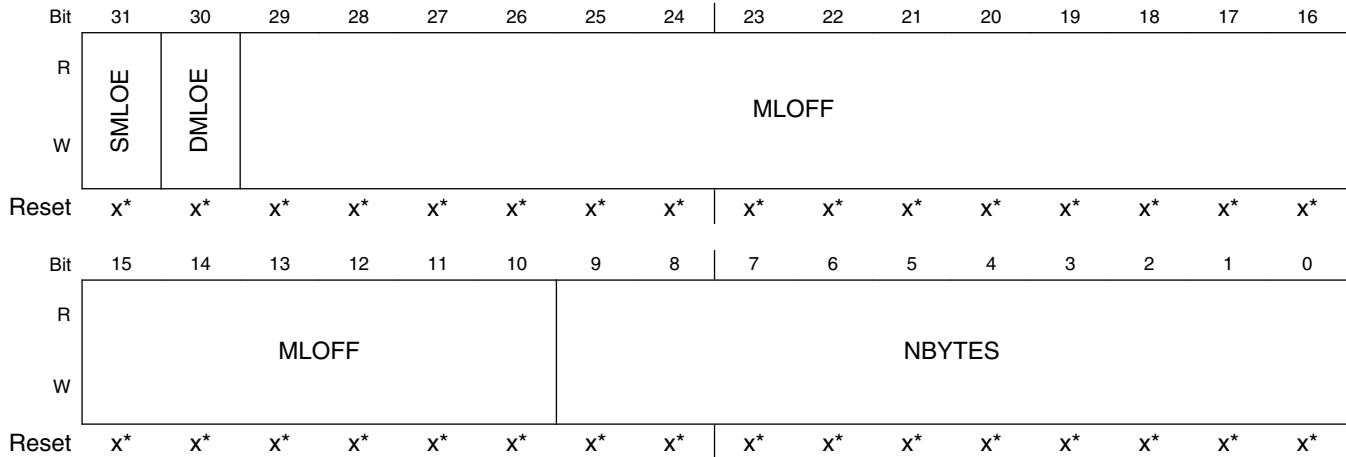 Bit 31 30 29 28 27 26 25 24 23 22 21 20 19 18 17 16
R
SMLOE DMLOE MLOFF
W
Reset x* x* x* x* x* x* x* x* x* x* x* x* x* x* x* x*
Bit 15 14 13 12 11 10 9 8 7 6 5 4 3 2 1 0
R
MLOFF NBYTES
W
Reset x* x* x* x* x* x* x* x* x* x* x* x* x* x* x* x*